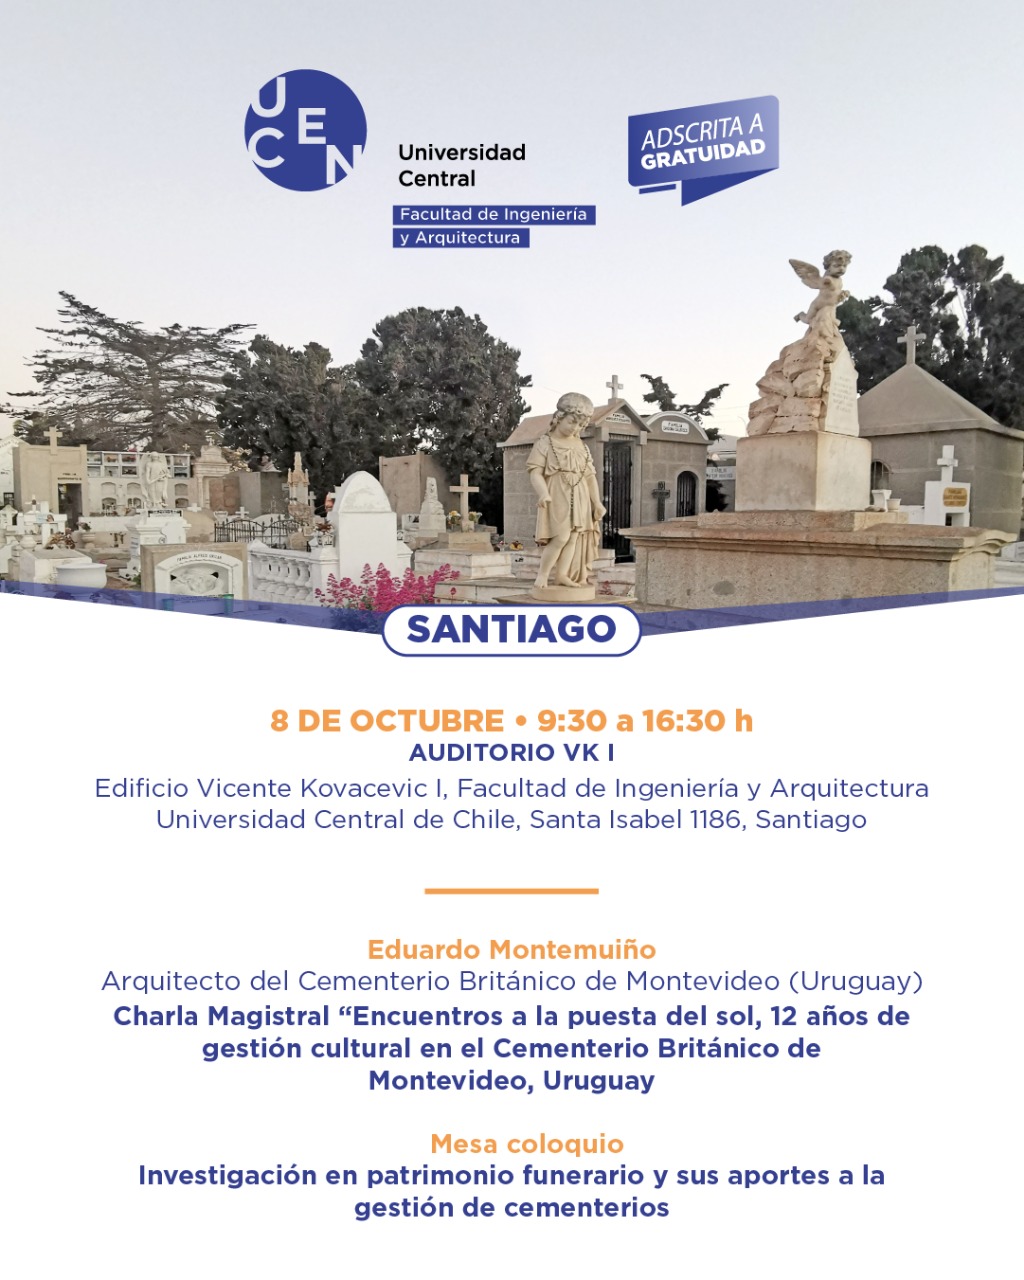 UCEN
Universidad
Central
Facultad de Ingeniería
y Arquitectura
ADSCRITA A
GRATUIDAD
SANTIAGO
8 DE OCTUBRE • 9:30 a 16:30 h
AUDITORIO VK I
Edificio Vicente Kovacevic I, Facultad de Ingeniería y Arquitectura
Universidad Central de Chile, Santa Isabel 1186, Santiago
Eduardo Montemuiño
Arquitecto del Cementerio Británico de Montevideo (Uruguay)
Charla Magistral “Encuentros a la puesta del sol, 12 años de
gestión cultural en el Cementerio Británico de
Montevideo, Uruguay
Mesa coloquio
Investigación en patrimonio funerario y sus aportes a la
gestión de cementerios